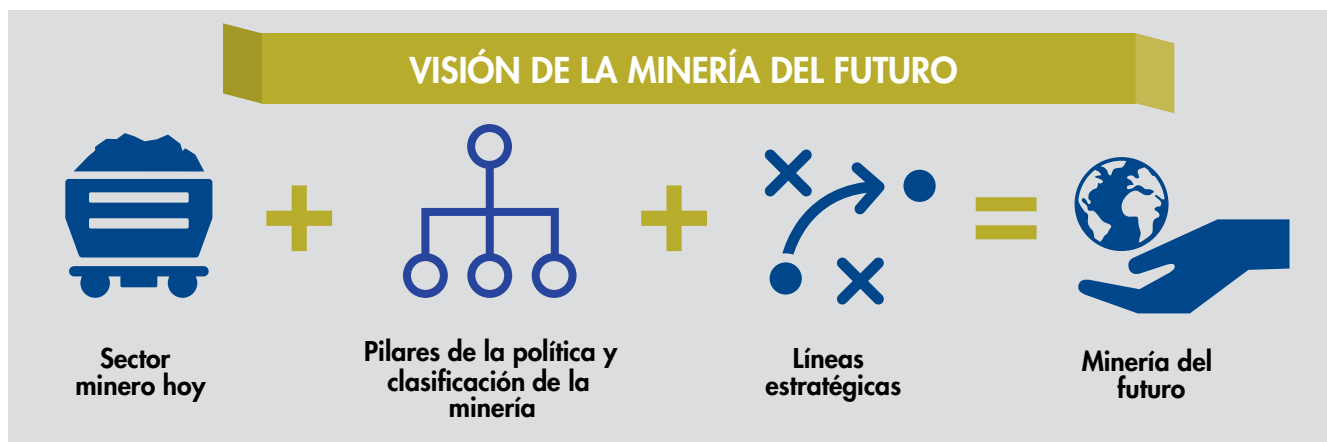 VISIÓN DE LA MINERÍA DEL FUTURO
Sector
minero hoy
Pilares de la política y
clasificación de la
minería
Líneas
estratégicas
Minería del
futuro